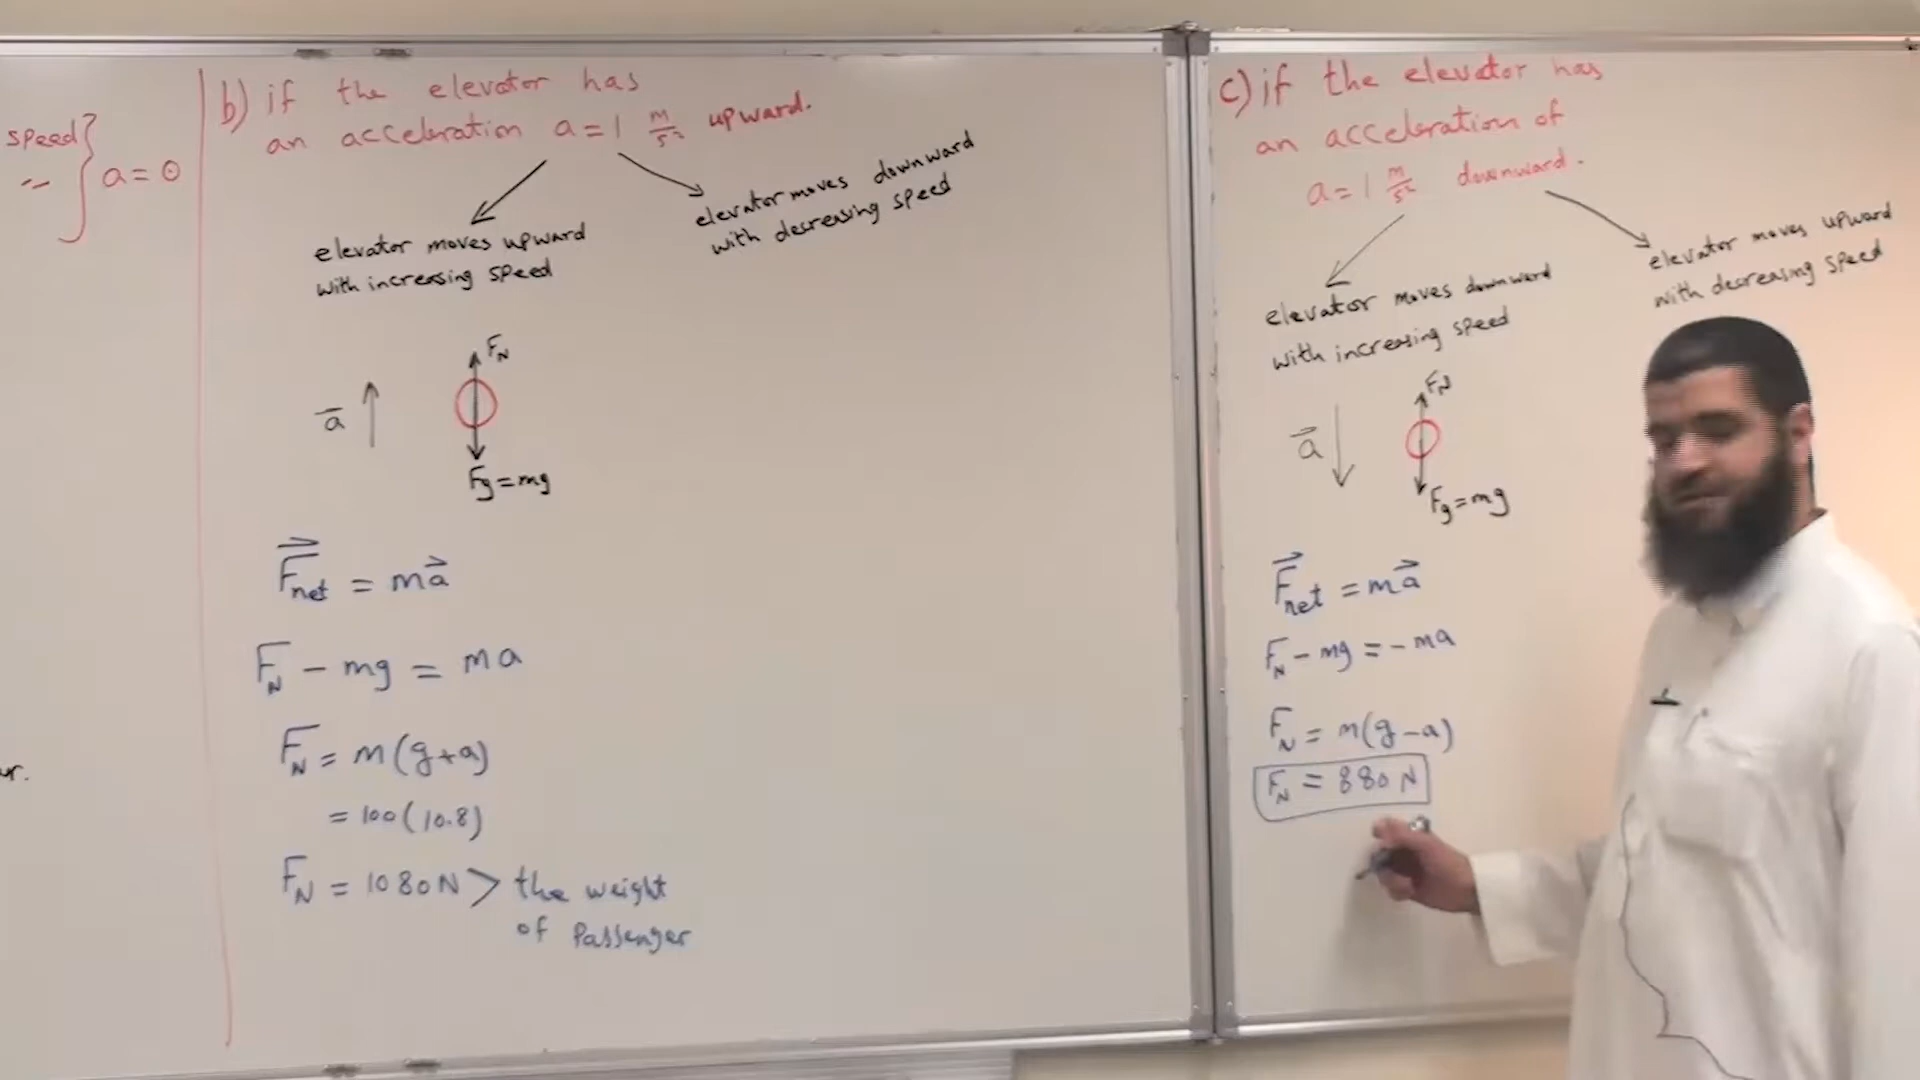 speed
a = 0
ur.
b) if the elevator has
an acceleration a = 1 m/s² upward.
elevator moves upward
with increasing speed
elevator moves downward
with decreasing speed
a⃗
F_N
F_g = mg
F⃗_net = ma⃗
F_N - mg = ma
F_N = m(g+a)
= 100(10.8)
F_N = 1080 N > the weight
of Passenger
c) if the elevator has
an acceleration of
a = 1 m/s² downward.
elevator moves downward
with increasing speed
elevator moves upward
with decreasing speed
a⃗
F_N
F_g = mg
F⃗_net = ma⃗
F_N - mg = - ma
F_N = m(g-a)
F_N = 880 N